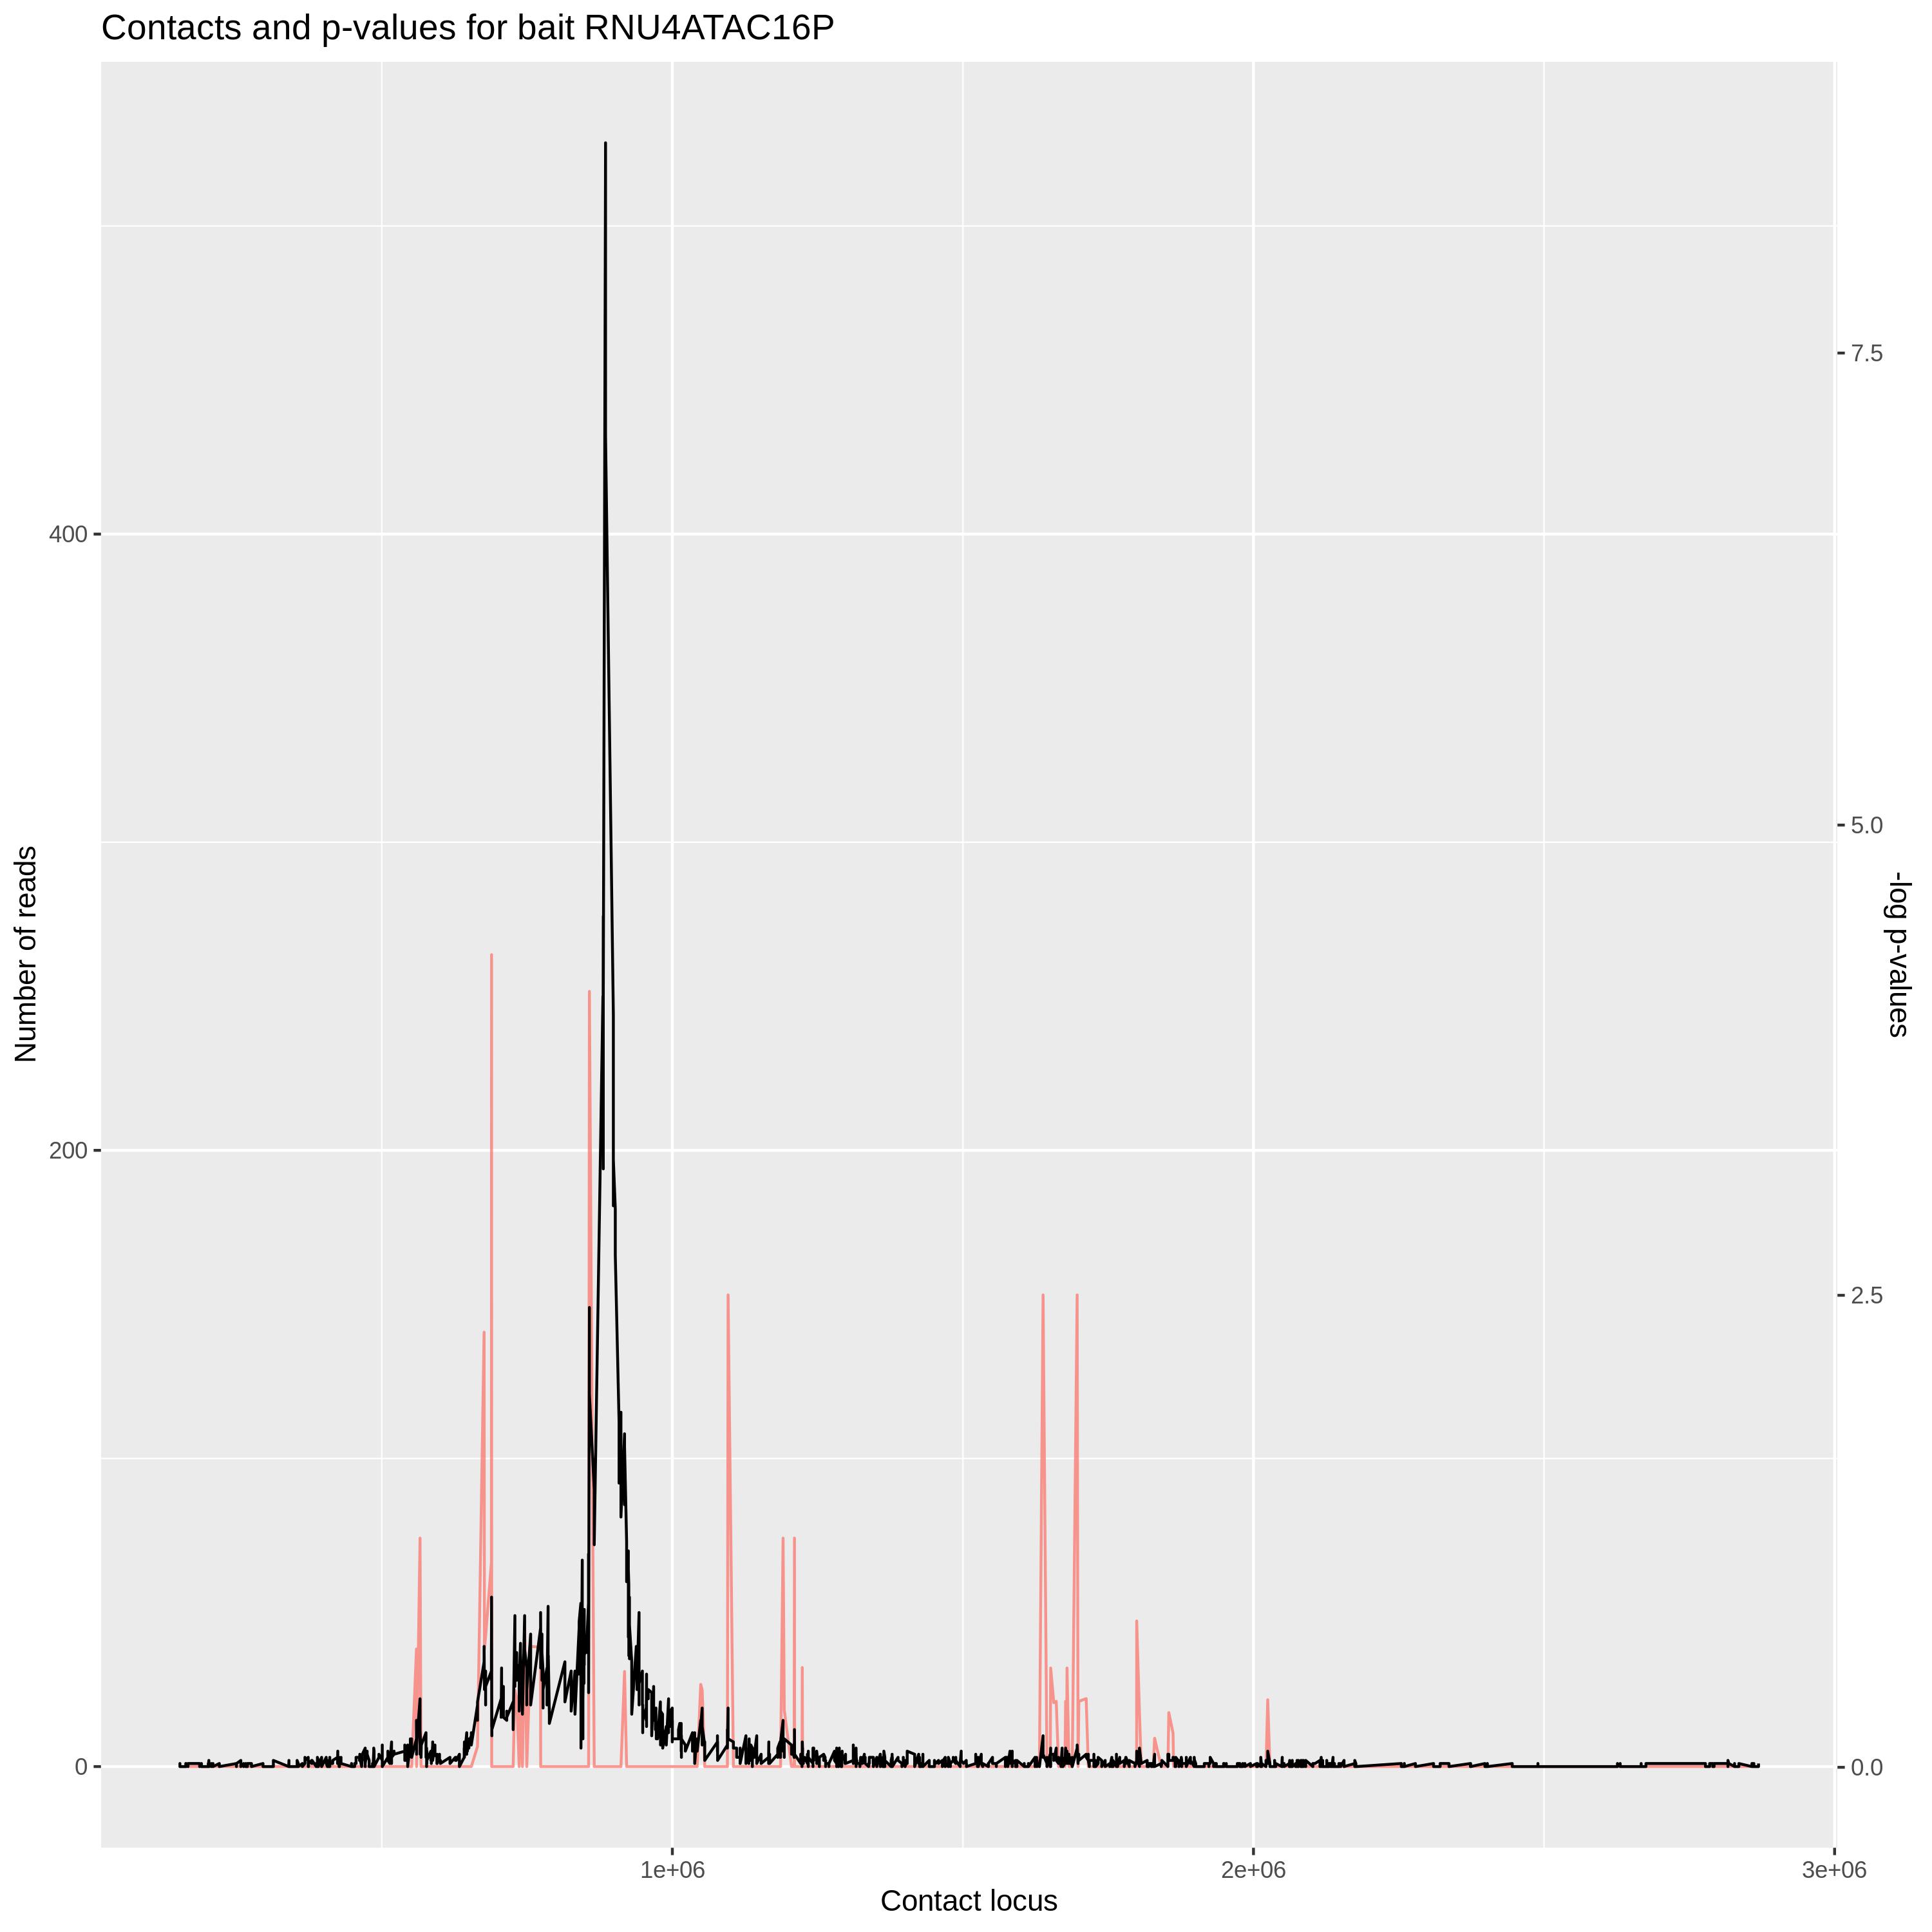 Contacts and p-values for bait RNU4ATAC16P
Number of reads
400
200
0
7.5
5.0
2.5
0.0
-log p-values
1e+06
2e+06
3e+06
Contact locus